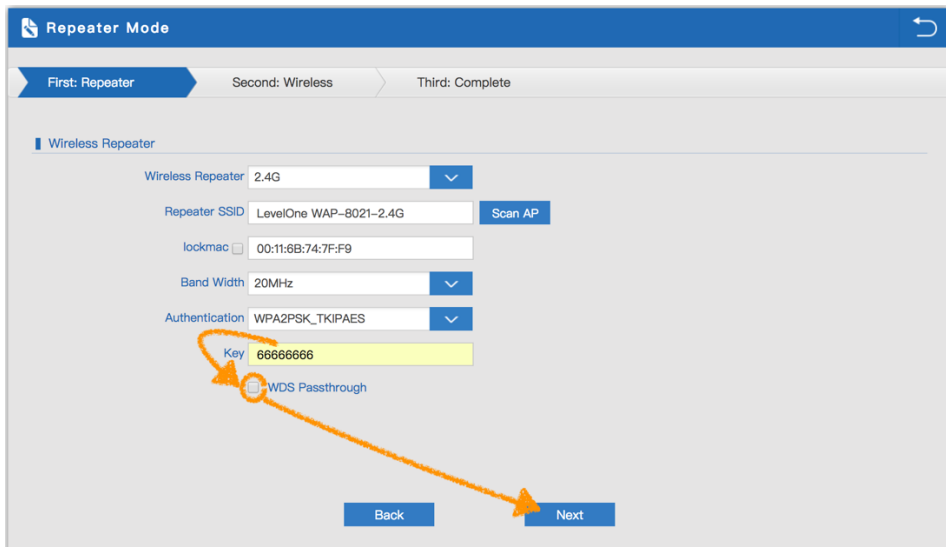 Repeater Mode
First: Repeater Second: Wireless Third: Complete
Wireless Repeater
Wireless Repeater 2.4G
Repeater SSID LevelOne WAP-8021-2.4G Scan AP
lockmac 00:11:6B:74:7F:F9
Band Width 20MHz
Authentication WPA2PSK_TKIPAES
Key 66666666
WDS Passthrough
Back Next